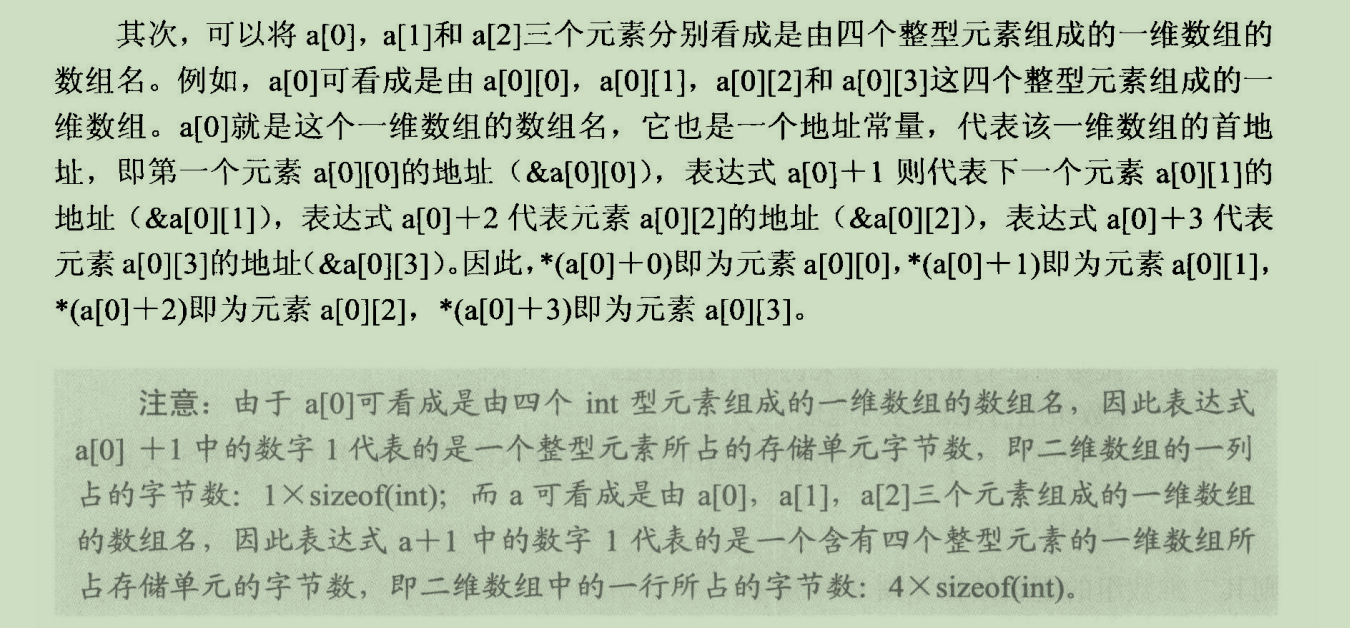 其次，可以将 a[0]，a[1]和 a[2]三个元素分别看成是由四个整型元素组成的一维数组的
数组名。例如，a[0]可看成是由 a[0][0]，a[0][1]，a[0][2]和 a[0][3]这四个整型元素组成的一
维数组。a[0]就是这个一维数组的数组名，它也是一个地址常量，代表该一维数组的首地
址，即第一个元素 a[0][0]的地址（&a[0][0]），表达式 a[0]＋1 则代表下一个元素 a[0][1]的
地址（&a[0][1]），表达式 a[0]＋2 代表元素 a[0][2]的地址（&a[0][2]），表达式 a[0]＋3 代表
元素 a[0][3]的地址（&a[0][3]）。因此，*(a[0]＋0)即为元素 a[0][0]，*(a[0]＋1)即为元素 a[0][1]，
*(a[0]＋2)即为元素 a[0][2]，*(a[0]＋3)即为元素 a[0][3]。
注意：由于 a[0]可看成是由四个 int 型元素组成的一维数组的数组名，因此表达式
a[0] ＋1 中的数字 1 代表的是一个整型元素所占的存储单元字节数，即二维数组的一列
占的字节数：1×sizeof(int)；而 a 可看成是由 a[0]，a[1]，a[2]三个元素组成的一维数组
的数组名，因此表达式 a＋1 中的数字 1 代表的是一个含有四个整型元素的一维数组所
占存储单元的字节数，即二维数组中的一行所占的字节数：4×sizeof(int)。